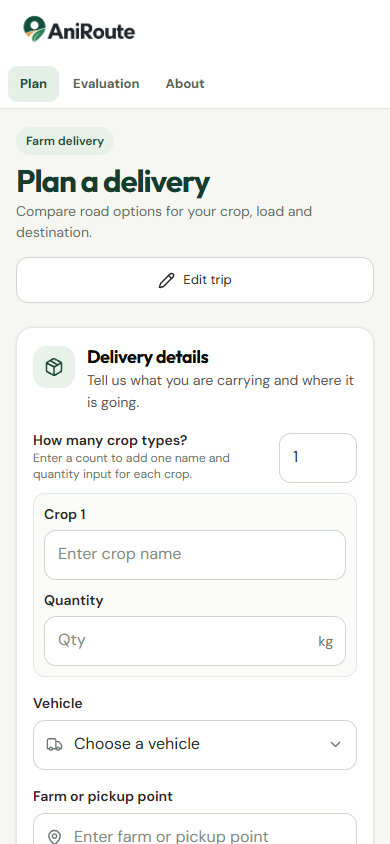 AniRoute
Plan Evaluation About
Farm delivery
Plan a delivery
Compare road options for your crop, load and
destination.
Edit trip
Delivery details
Tell us what you are carrying and where it
is going.
How many crop types?
Enter a count to add one name and
quantity input for each crop.
1
Crop 1
Enter crop name
Quantity
Qty kg
Vehicle
Choose a vehicle
Farm or pickup point
Enter farm or pickup point